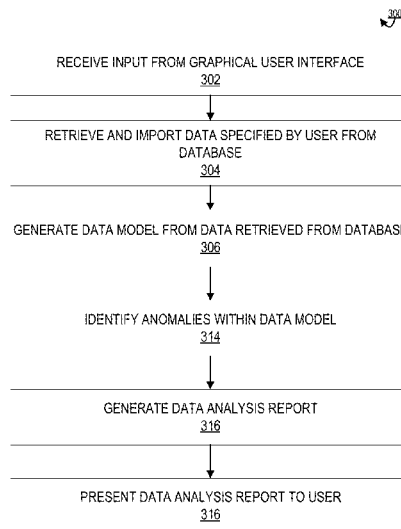 300
RECEIVE INPUT FROM GRAPHICAL USER INTERFACE
302
RETRIEVE AND IMPORT DATA SPECIFIED BY USER FROM
DATABASE
304
GENERATE DATA MODEL FROM DATA RETRIEVED FROM DATABASE
306
IDENTIFY ANOMALIES WITHIN DATA MODEL
314
GENERATE DATA ANALYSIS REPORT
316
PRESENT DATA ANALYSIS REPORT TO USER
316